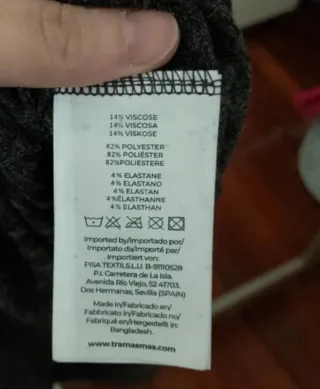 14% VISCOSE
14% VISCOSA
14% VISKOSE
82% POLYESTER
82% POLIÉSTER
82%POLIESTERE
4% ELASTANE
4% ELASTANO
4% ELASTAN
4%ÉLASTHANNE
4% ELASTHAN
Imported by/Importado por/
Importato da/Importé par/
Importiert von:
PISA TEXTIL S.L.U. B-91110528
P.I. Carretera de La Isla.
Avenida Río Viejo, 52 41703,
Dos Hermanas, Sevilla (SPAIN)
Made in/Fabricado en/
Fabbricato in/Fabricado no/
Fabriqué en/Hergestellt in:
Bangladesh.
www.tramasmas.com